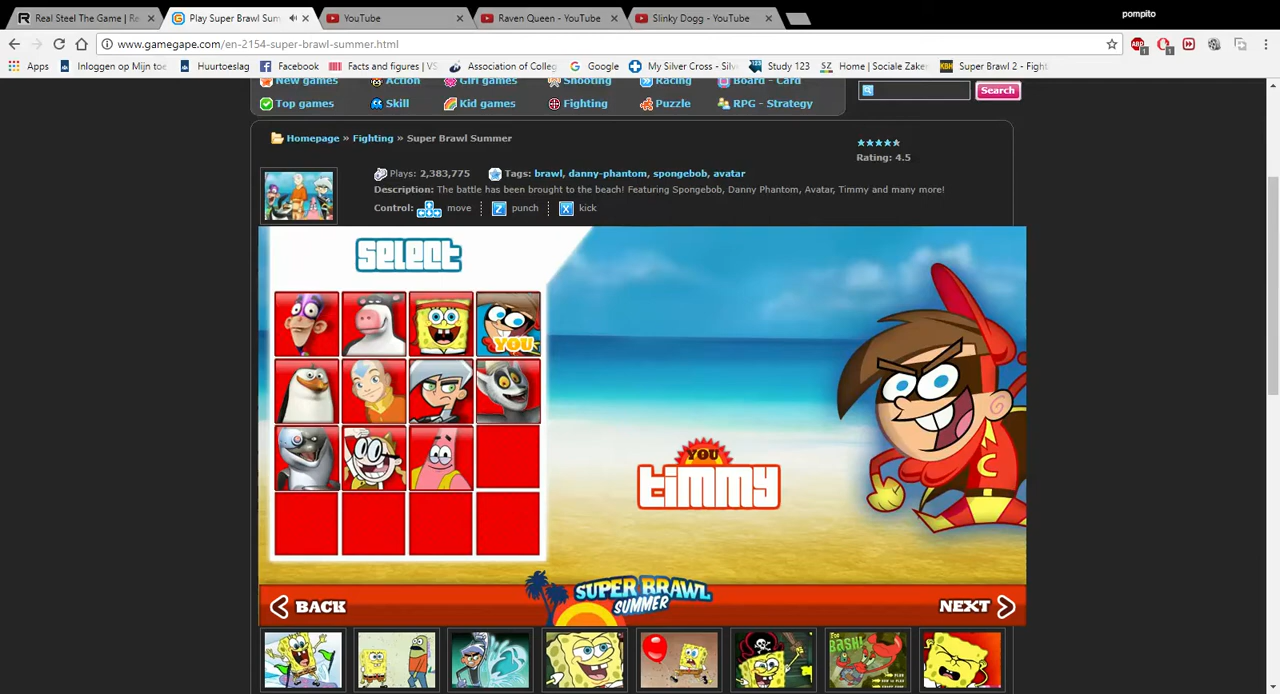 pompito
Real Steel The Game | Re
Play Super Brawl Sum
YouTube
Raven Queen - YouTube
Slinky Dogg - YouTube
www.gamegape.com/en-2154-super-brawl-summer.html
Apps
Inloggen op Mijn toe
Huurtoeslag
Facebook
Facts and figures | VS
Association of Colleg
Google
My Silver Cross - Silve
Study 123
Home | Sociale Zaken
Super Brawl 2 - Fight
New games
Action
Girl games
Shooting
Racing
Board - Card
Top games
Skill
Kid games
Fighting
Puzzle
RPG - Strategy
Search
Homepage » Fighting » Super Brawl Summer
Rating: 4.5
Plays: 2,383,775
Tags: brawl, danny-phantom, spongebob, avatar
Description: The battle has been brought to the beach! Featuring Spongebob, Danny Phantom, Avatar, Timmy and many more!
Control: move Z punch X kick
SELECT
YOU
YOU
TIMMY
C
BACK
SUPER BRAWL
SUMMER
NEXT
BASH!